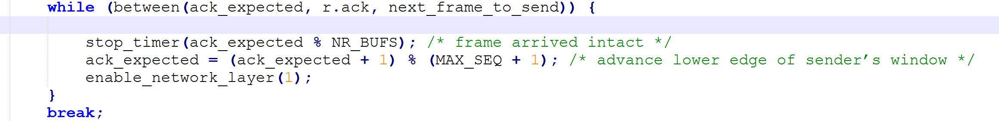 while (between(ack_expected, r.ack, next_frame_to_send)) {
stop_timer(ack_expected % NR_BUFS); /* frame arrived intact */
ack_expected = (ack_expected + 1) % (MAX_SEQ + 1); /* advance lower edge of sender’s window */
enable_network_layer(1);
}
break;